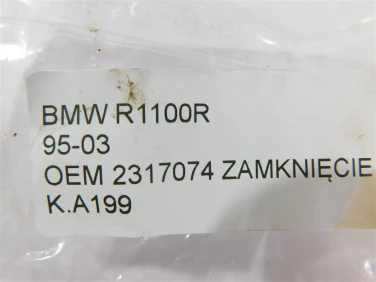 BMW R1100R
95-03
OEM 2317074 ZAMKNIĘCIE
K.A199